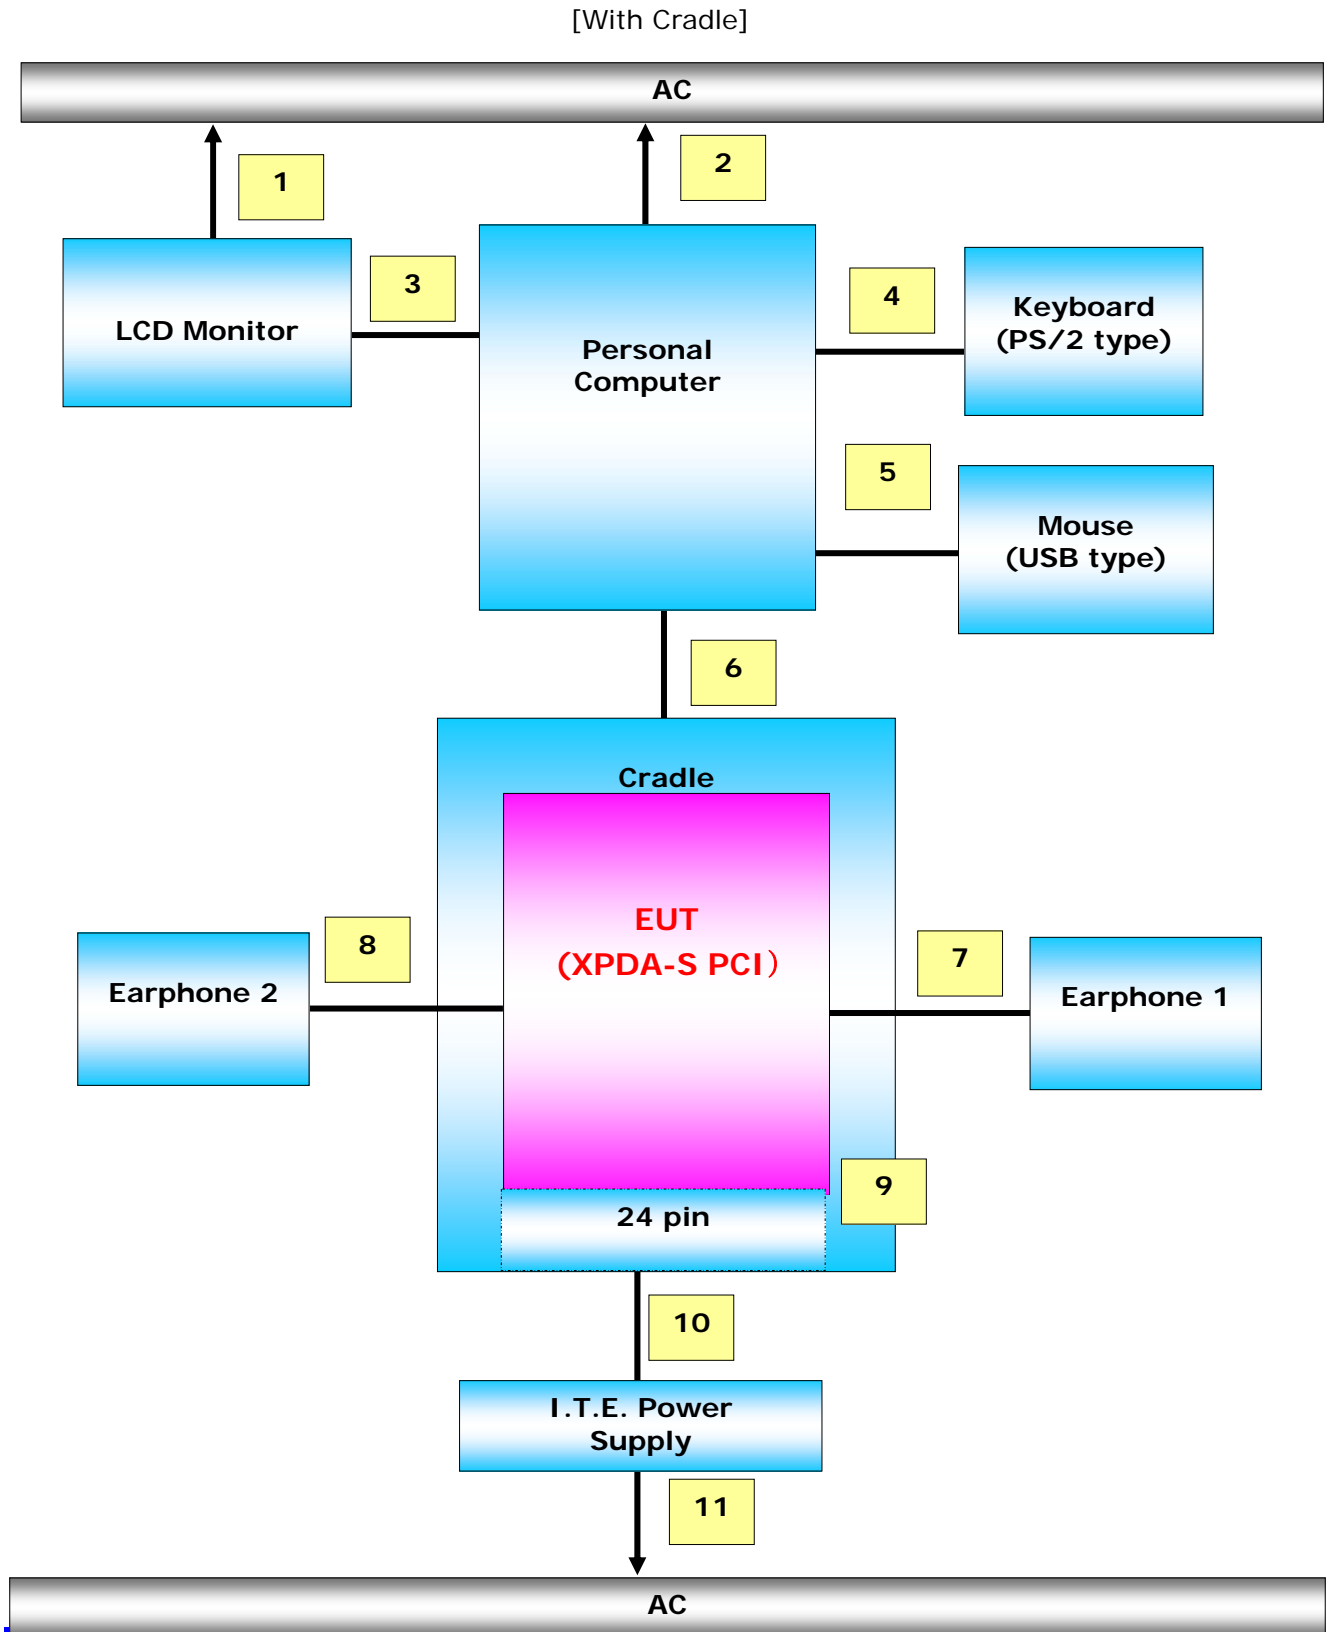 [With Cradle]
AC
1
2
3
4
LCD Monitor
Personal
Computer
Keyboard
(PS/2 type)
5
Mouse
(USB type)
6
Cradle
EUT
(XPDA-S PCI）
8
7
Earphone 2
Earphone 1
9
24 pin
10
I.T.E. Power
Supply
11
AC